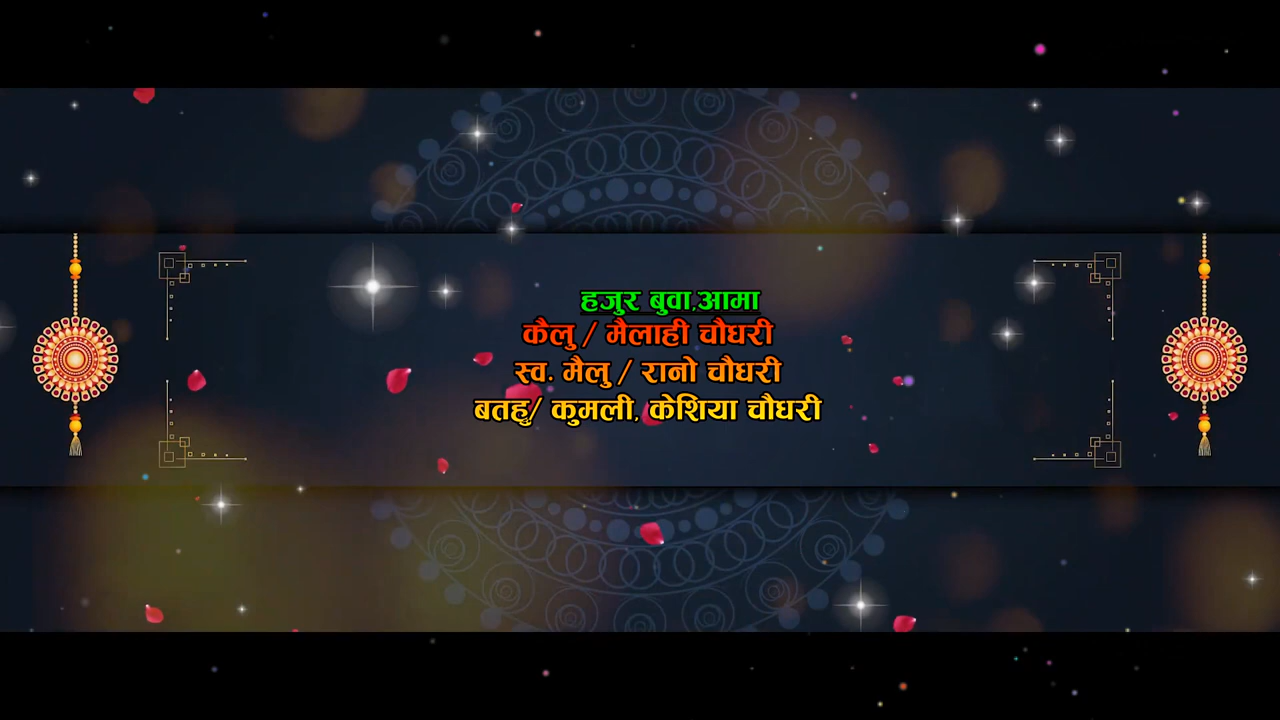 हजुर बुवा,आमा
कैलु / मैलाही चौधरी
स्व. मैलु / रानो चौधरी
बतहु/ कुमली, केशिया चौधरी